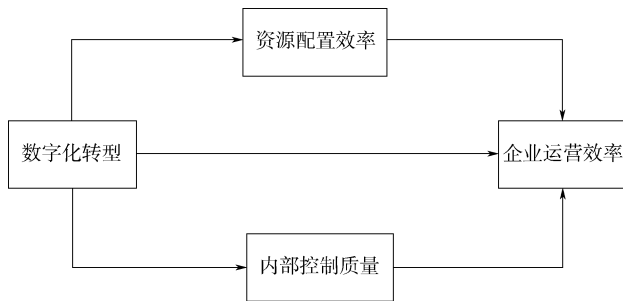 资源配置效率
数字化转型
企业运营效率
内部控制质量